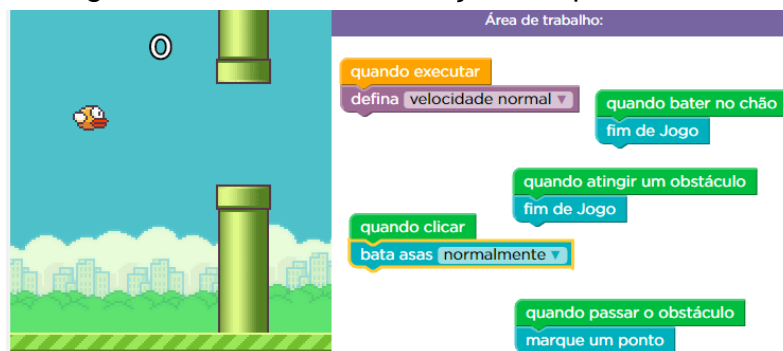 0
Área de trabalho:
quando executar
defina velocidade normal
quando bater no chão
fim de Jogo
quando atingir um obstáculo
fim de Jogo
quando clicar
bata asas normalmente
quando passar o obstáculo
marque um ponto